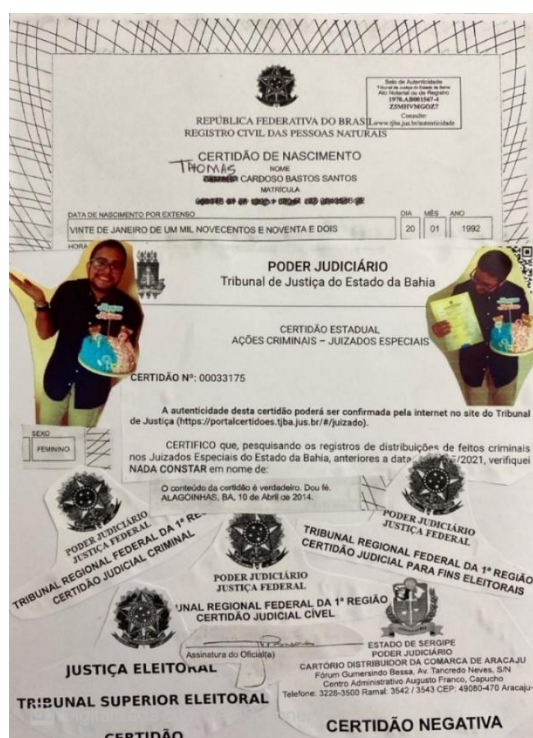 Selo de Autenticidade
Tribunal de Justiça do Estado da Bahia
Ato Notarial ou de Registro
1970.AB001567-4
Z5MHVMGOZ7
Consulte:
www.tjba.jus.br/autenticidade
REPÚBLICA FEDERATIVA DO BRASIL
REGISTRO CIVIL DAS PESSOAS NATURAIS
CERTIDÃO DE NASCIMENTO
NOME
THOMAS CARDOSO BASTOS SANTOS
MATRÍCULA
DATA DE NASCIMENTO POR EXTENSO DIA MÊS ANO
VINTE DE JANEIRO DE UM MIL NOVECENTOS E NOVENTA E DOIS 20 01 1992
HORA
PODER JUDICIÁRIO
Tribunal de Justiça do Estado da Bahia
CERTIDÃO ESTADUAL
AÇÕES CRIMINAIS – JUIZADOS ESPECIAIS
CERTIDÃO Nº: 00033175
A autenticidade desta certidão poderá ser confirmada pela internet no site do Tribunal
de Justiça (https://portalcertidoes.tjba.jus.br/#/juizado).
SEXO
FEMININO
CERTIFICO que, pesquisando os registros de distribuições de feitos criminais
nos Juizados Especiais do Estado da Bahia, anteriores a data /2021, verifiquei
NADA CONSTAR em nome de:
O conteúdo da certidão é verdadeiro. Dou fé.
ALAGOINHAS, BA, 10 de Abril de 2014.
PODER JUDICIÁRIO
JUSTIÇA FEDERAL
TRIBUNAL REGIONAL FEDERAL DA 1ª RE
CERTIDÃO JUDICIAL CRIMINAL
PODER JUDICIÁRIO
JUSTIÇA FEDERAL
UNAL REGIONAL FEDERAL DA 1ª REGIÃO
CERTIDÃO JUDICIAL CÍVEL
PODER JUDICIÁRIO
JUSTIÇA FEDERAL
TRIBUNAL REGIONAL FEDERAL DA 1ª REGIÃO
CERTIDÃO JUDICIAL PARA FINS ELEITORAIS
Assinatura do Oficial(a)
JUSTIÇA ELEITORAL
TRIBUNAL SUPERIOR ELEITORAL
CERTIDÃO
ESTADO DE SERGIPE
PODER JUDICIÁRIO
CARTÓRIO DISTRIBUIDOR DA COMARCA DE ARACAJU
Fórum Gumersindo Bessa, Av. Tancredo Neves, S/N
Centro Administrativo Augusto Franco, Capucho
Telefone: 3226-3500 Ramal: 3542 / 3543 CEP: 49080-470 Aracaju-
CERTIDÃO NEGATIVA